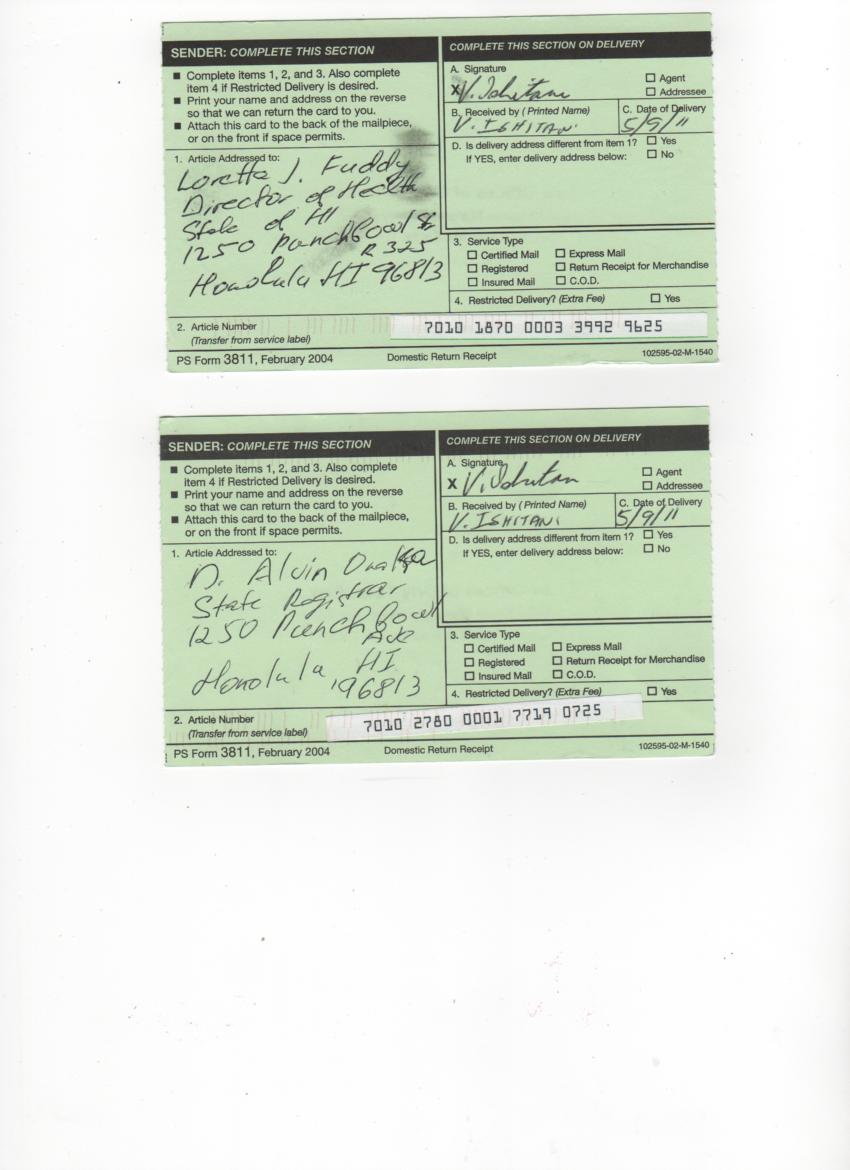 SENDER: COMPLETE THIS SECTION
■ Complete items 1, 2, and 3. Also complete
item 4 if Restricted Delivery is desired.
■ Print your name and address on the reverse
so that we can return the card to you.
■ Attach this card to the back of the mailpiece,
or on the front if space permits.
1. Article Addressed to:
Loretta J. Fuddy
Director of Health
State of HI
1250 Punchbowl St
R 325
Honolulu HI 96813
COMPLETE THIS SECTION ON DELIVERY
A. Signature
X V. Ishitani
☐ Agent
☐ Addressee
B. Received by (Printed Name)
V. ISHITANI
C. Date of Delivery
5/9/11
D. Is delivery address different from item 1? ☐ Yes
If YES, enter delivery address below: ☐ No
3. Service Type
☐ Certified Mail ☐ Express Mail
☐ Registered ☐ Return Receipt for Merchandise
☐ Insured Mail ☐ C.O.D.
4. Restricted Delivery? (Extra Fee) ☐ Yes
2. Article Number
(Transfer from service label)
7010 1870 0003 3992 9625
PS Form 3811, February 2004 Domestic Return Receipt 102595-02-M-1540
SENDER: COMPLETE THIS SECTION
■ Complete items 1, 2, and 3. Also complete
item 4 if Restricted Delivery is desired.
■ Print your name and address on the reverse
so that we can return the card to you.
■ Attach this card to the back of the mailpiece,
or on the front if space permits.
1. Article Addressed to:
D. Alvin Onaka
State Registrar
1250 Punchbowl
Ave
Honolulu HI
96813
COMPLETE THIS SECTION ON DELIVERY
A. Signature
X V. Ishitani
☐ Agent
☐ Addressee
B. Received by (Printed Name)
V. ISHITANI
C. Date of Delivery
5/9/11
D. Is delivery address different from item 1? ☐ Yes
If YES, enter delivery address below: ☐ No
3. Service Type
☐ Certified Mail ☐ Express Mail
☐ Registered ☐ Return Receipt for Merchandise
☐ Insured Mail ☐ C.O.D.
4. Restricted Delivery? (Extra Fee) ☐ Yes
2. Article Number
(Transfer from service label)
7010 2780 0001 7719 0725
PS Form 3811, February 2004 Domestic Return Receipt 102595-02-M-1540